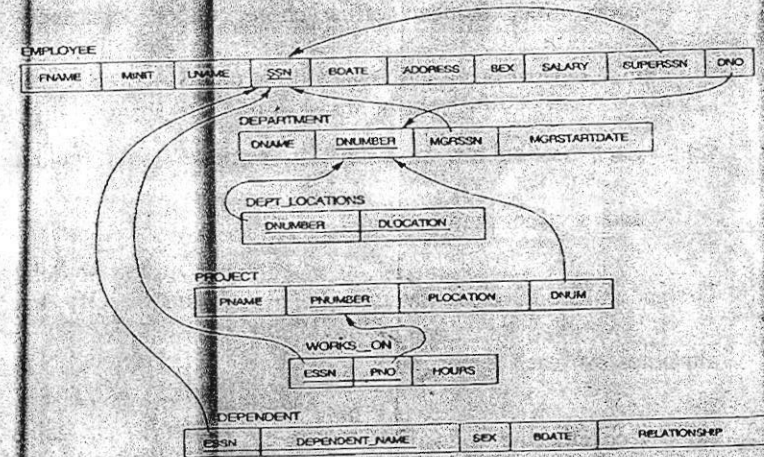 EMPLOYEE
FNAME MINIT LNAME SSN BDATE ADDRESS SEX SALARY SUPERSSN DNO
DEPARTMENT
DNAME DNUMBER MGRSSN MGRSTARTDATE
DEPT_LOCATIONS
DNUMBER DLOCATION
PROJECT
PNAME PNUMBER PLOCATION DNUM
WORKS_ON
ESSN PNO HOURS
DEPENDENT
ESSN DEPENDENT_NAME SEX BDATE RELATIONSHIP